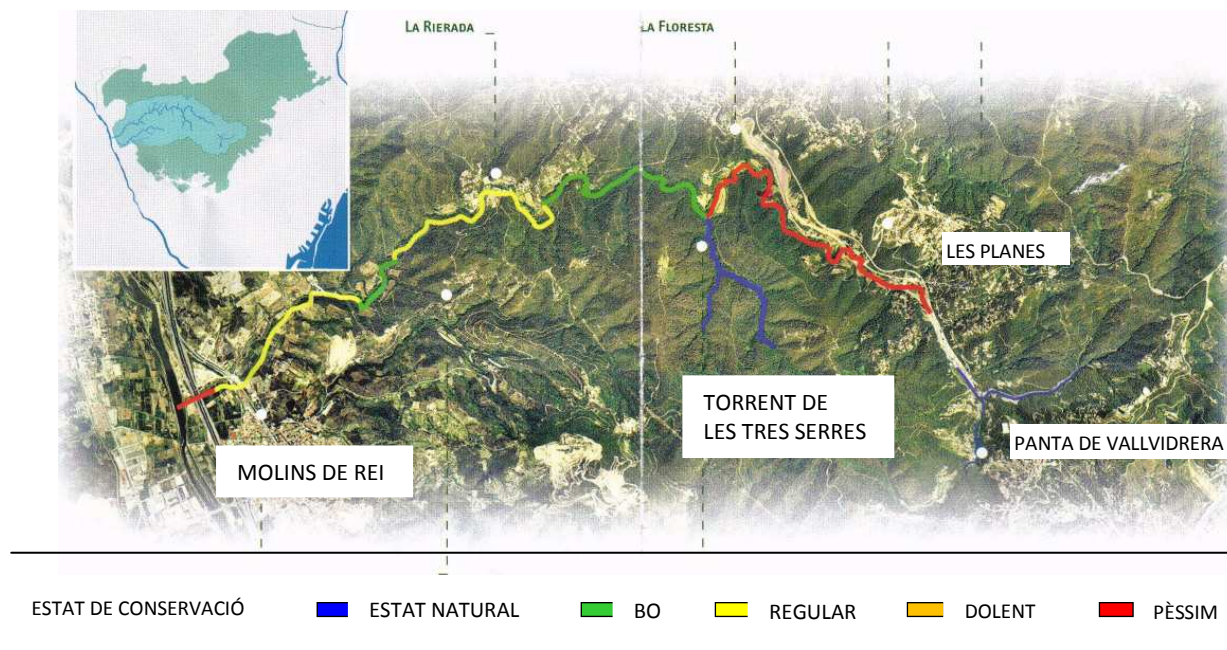 LA RIERADA
LA FLORESTA
LES PLANES
TORRENT DE
LES TRES SERRES
PANTA DE VALLVIDRERA
MOLINS DE REI
ESTAT DE CONSERVACIÓ
ESTAT NATURAL
BO
REGULAR
DOLENT
PÈSSIM